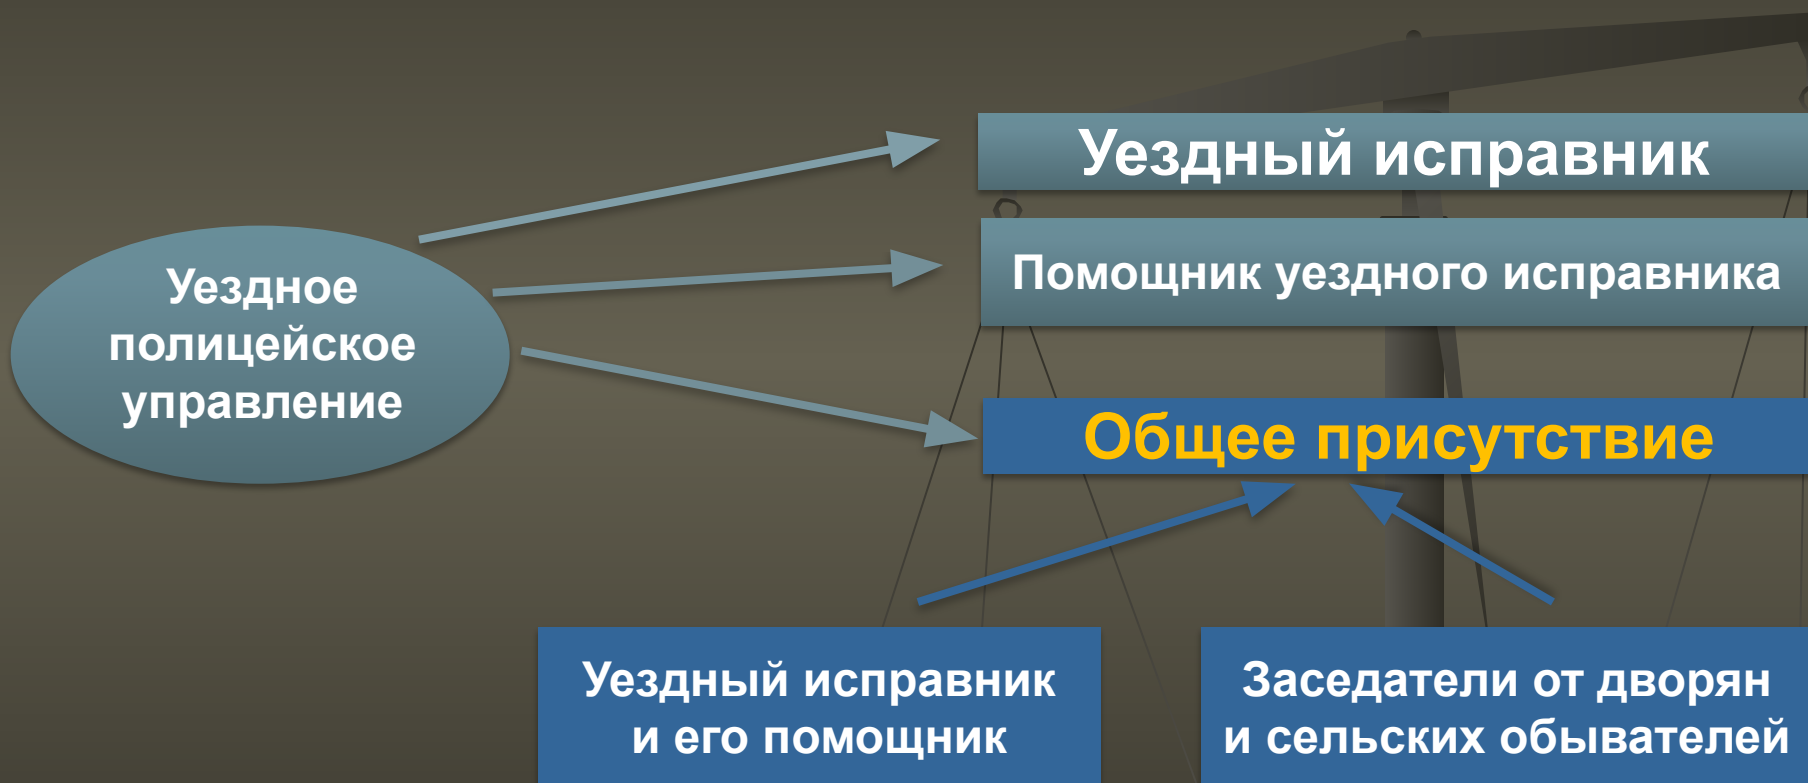 Уездный исправник
Помощник уездного исправника
Уездное
полицейское
управление
Общее присутствие
Уездный исправник
и его помощник
Заседатели от дворян
и сельских обывателей